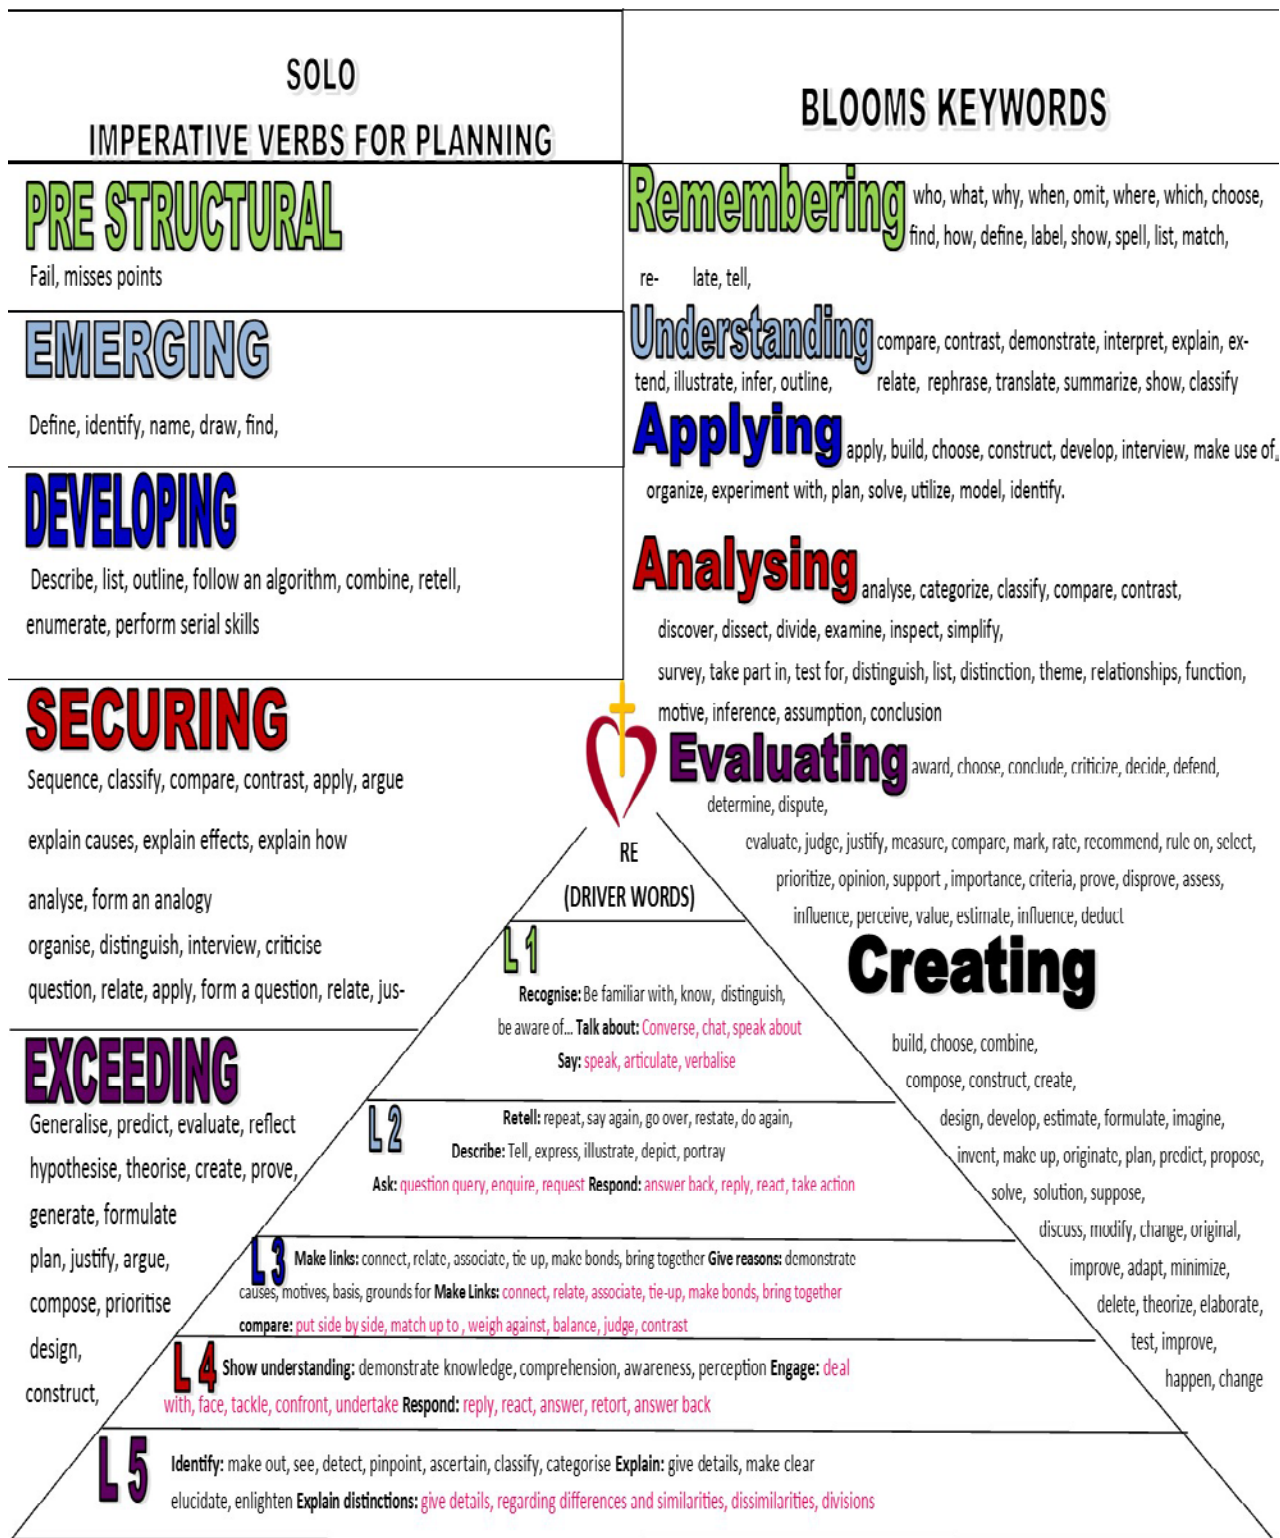 SOLO
IMPERATIVE VERBS FOR PLANNING
PRE STRUCTURAL
Fail, misses points
EMERGING
Define, identify, name, draw, find,
DEVELOPING
Describe, list, outline, follow an algorithm, combine, retell,
enumerate, perform serial skills
SECURING
Sequence, classify, compare, contrast, apply, argue
explain causes, explain effects, explain how
analyse, form an analogy
organise, distinguish, interview, criticise
question, relate, apply, form a question, relate, jus-
EXCEEDING
Generalise, predict, evaluate, reflect
hypothesise, theorise, create, prove,
generate, formulate
plan, justify, argue,
compose, prioritise
design,
construct,
BLOOMS KEYWORDS
Remembering who, what, why, when, omit, where, which, choose,
find, how, define, label, show, spell, list, match,
re- late, tell,
Understanding compare, contrast, demonstrate, interpret, explain, ex-
tend, illustrate, infer, outline, relate, rephrase, translate, summarize, show, classify
Applying apply, build, choose, construct, develop, interview, make use of,
organize, experiment with, plan, solve, utilize, model, identify.
Analysing analyse, categorize, classify, compare, contrast,
discover, dissect, divide, examine, inspect, simplify,
survey, take part in, test for, distinguish, list, distinction, theme, relationships, function,
motive, inference, assumption, conclusion
Evaluating award, choose, conclude, criticize, decide, defend,
determine, dispute,
evaluate, judge, justify, measure, compare, mark, rate, recommend, rule on, select,
prioritize, opinion, support , importance, criteria, prove, disprove, assess,
influence, perceive, value, estimate, influence, deduct
Creating
build, choose, combine,
compose, construct, create,
design, develop, estimate, formulate, imagine,
invent, make up, originate, plan, predict, propose,
solve, solution, suppose,
discuss, modify, change, original,
improve, adapt, minimize,
delete, theorize, elaborate,
test, improve,
happen, change
RE
(DRIVER WORDS)
L 1
Recognise: Be familiar with, know, distinguish,
be aware of... Talk about: Converse, chat, speak about
Say: speak, articulate, verbalise
L 2
Retell: repeat, say again, go over, restate, do again,
Describe: Tell, express, illustrate, depict, portray
Ask: question query, enquire, request Respond: answer back, reply, react, take action
L 3 Make links: connect, relate, associate, tie up, make bonds, bring together Give reasons: demonstrate
causes, motives, basis, grounds for Make Links: connect, relate, associate, tie-up, make bonds, bring together
compare: put side by side, match up to , weigh against, balance, judge, contrast
L 4 Show understanding: demonstrate knowledge, comprehension, awareness, perception Engage: deal
with, face, tackle, confront, undertake Respond: reply, react, answer, retort, answer back
L 5 Identify: make out, see, detect, pinpoint, ascertain, classify, categorise Explain: give details, make clear
elucidate, enlighten Explain distinctions: give details, regarding differences and similarities, dissimilarities, divisions